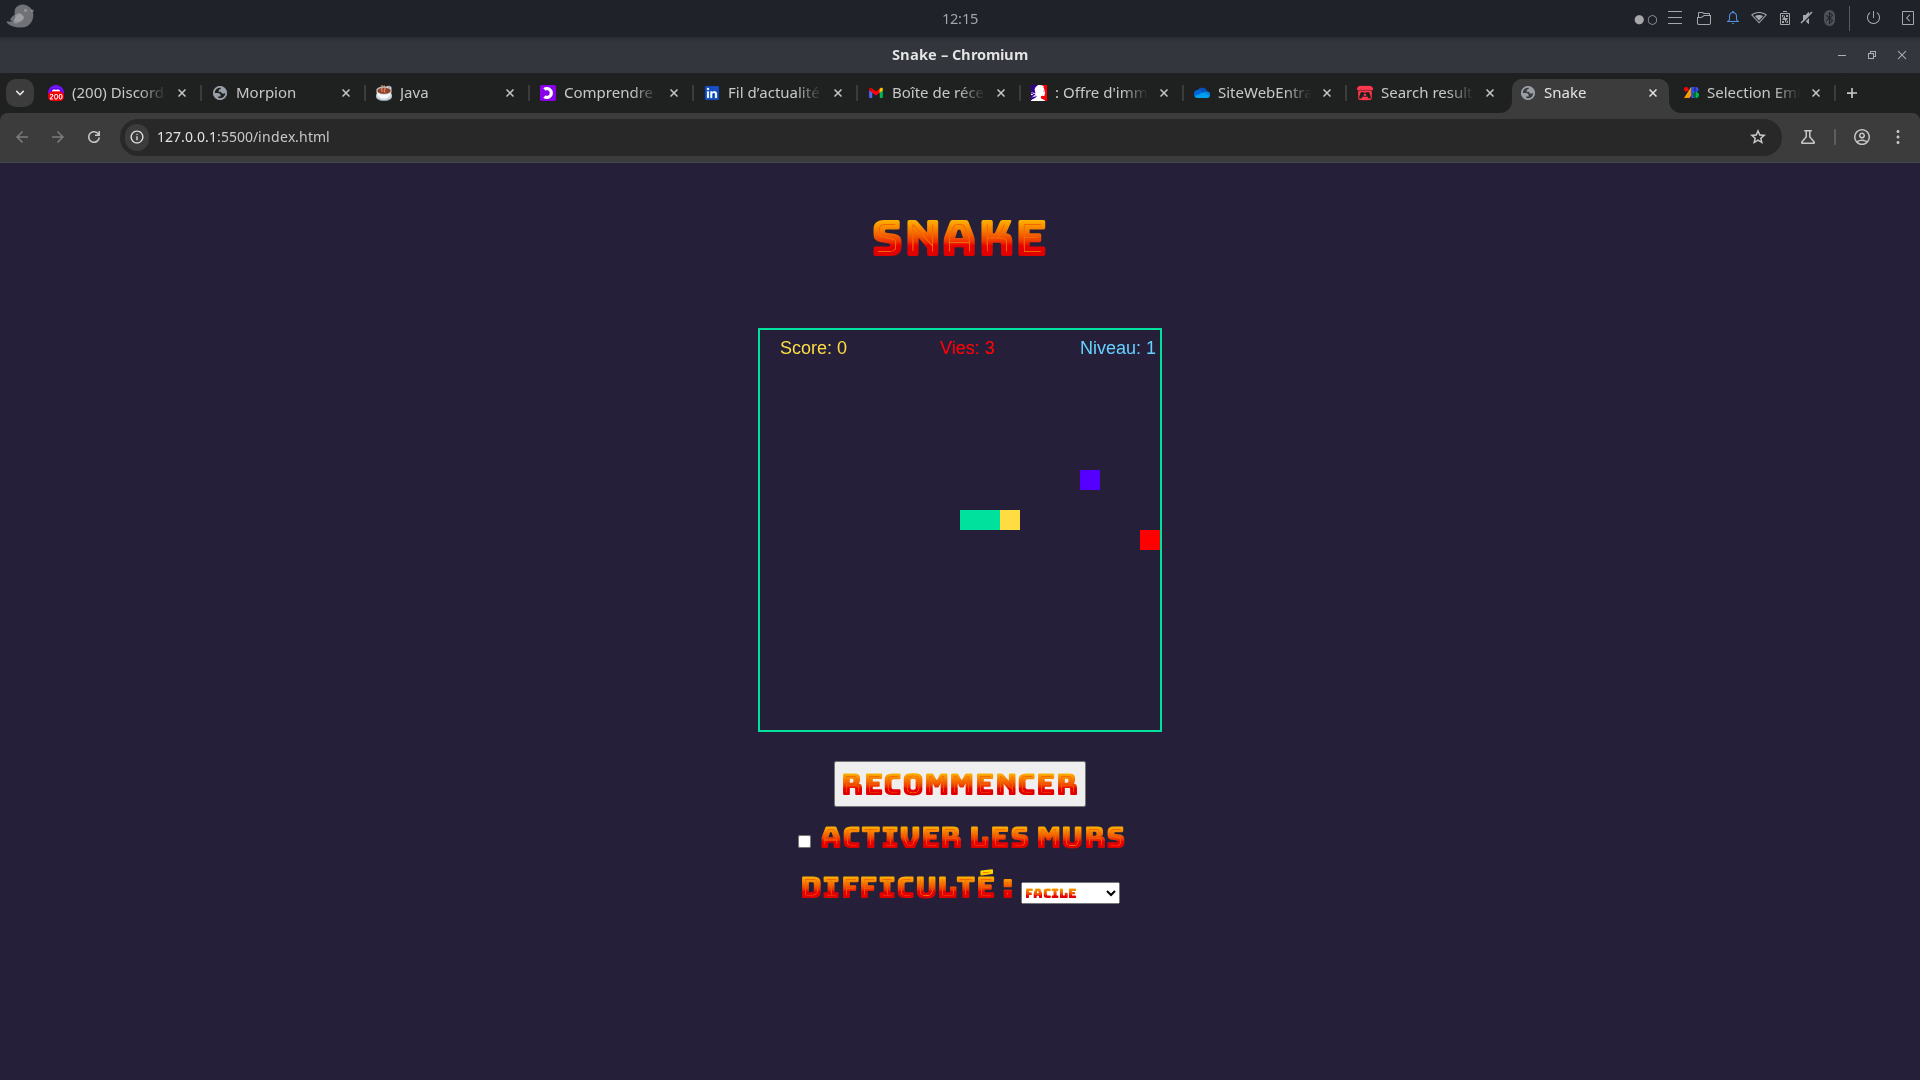 12:15
Snake – Chromium
(200) Discord
Morpion
Java
Comprendre
Fil d’actualité
Boîte de réce
: Offre d'imm
SiteWebEntra
Search result
Snake
Selection Em
127.0.0.1:5500/index.html
SNAKE
Score: 0
Vies: 3
Niveau: 1
RECOMMENCER
ACTIVER LES MURS
DIFFICULTÉ :
FACILE